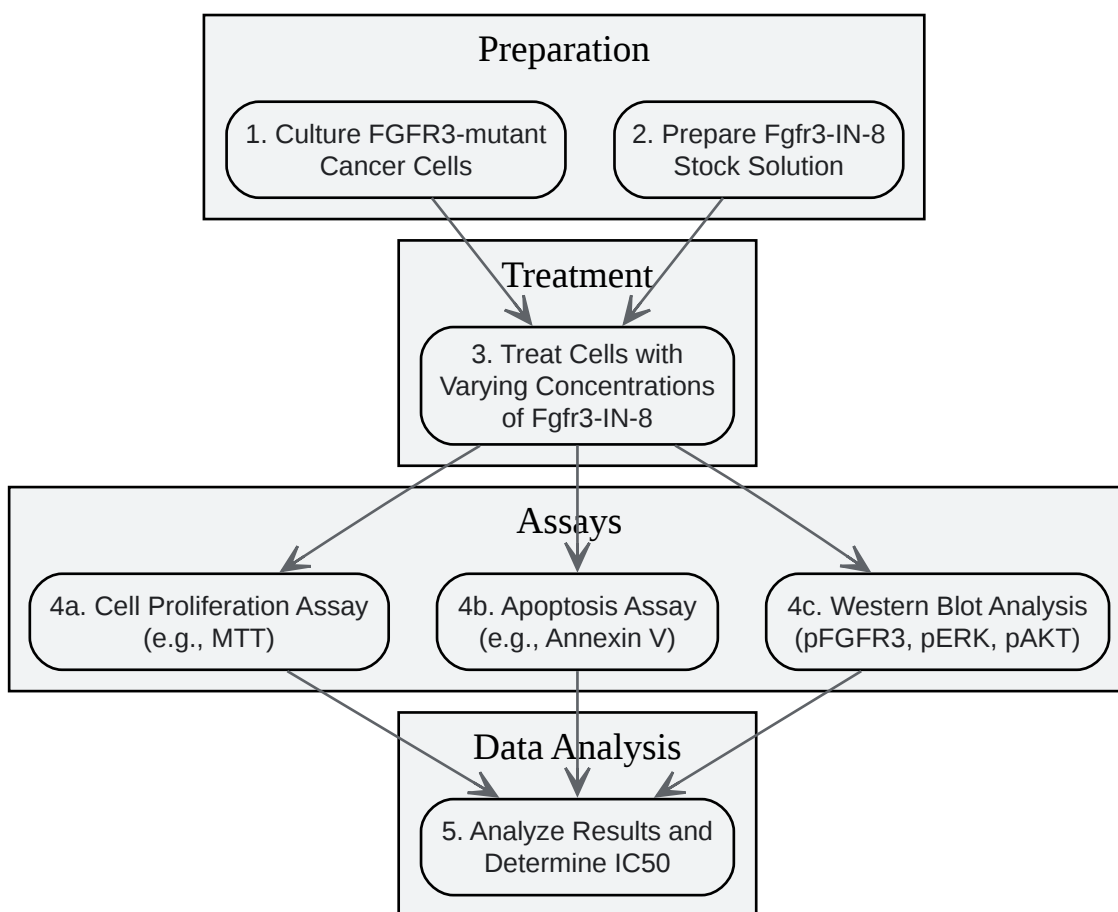 Preparation
1. Culture FGFR3-mutant
Cancer Cells
2. Prepare Fgfr3-IN-8
Stock Solution
Treatment
3. Treat Cells with
Varying Concentrations
of Fgfr3-IN-8
Assays
4a. Cell Proliferation Assay
(e.g., MTT)
4b. Apoptosis Assay
(e.g., Annexin V)
4c. Western Blot Analysis
(pFGFR3, pERK, pAKT)
Data Analysis
5. Analyze Results and
Determine IC50